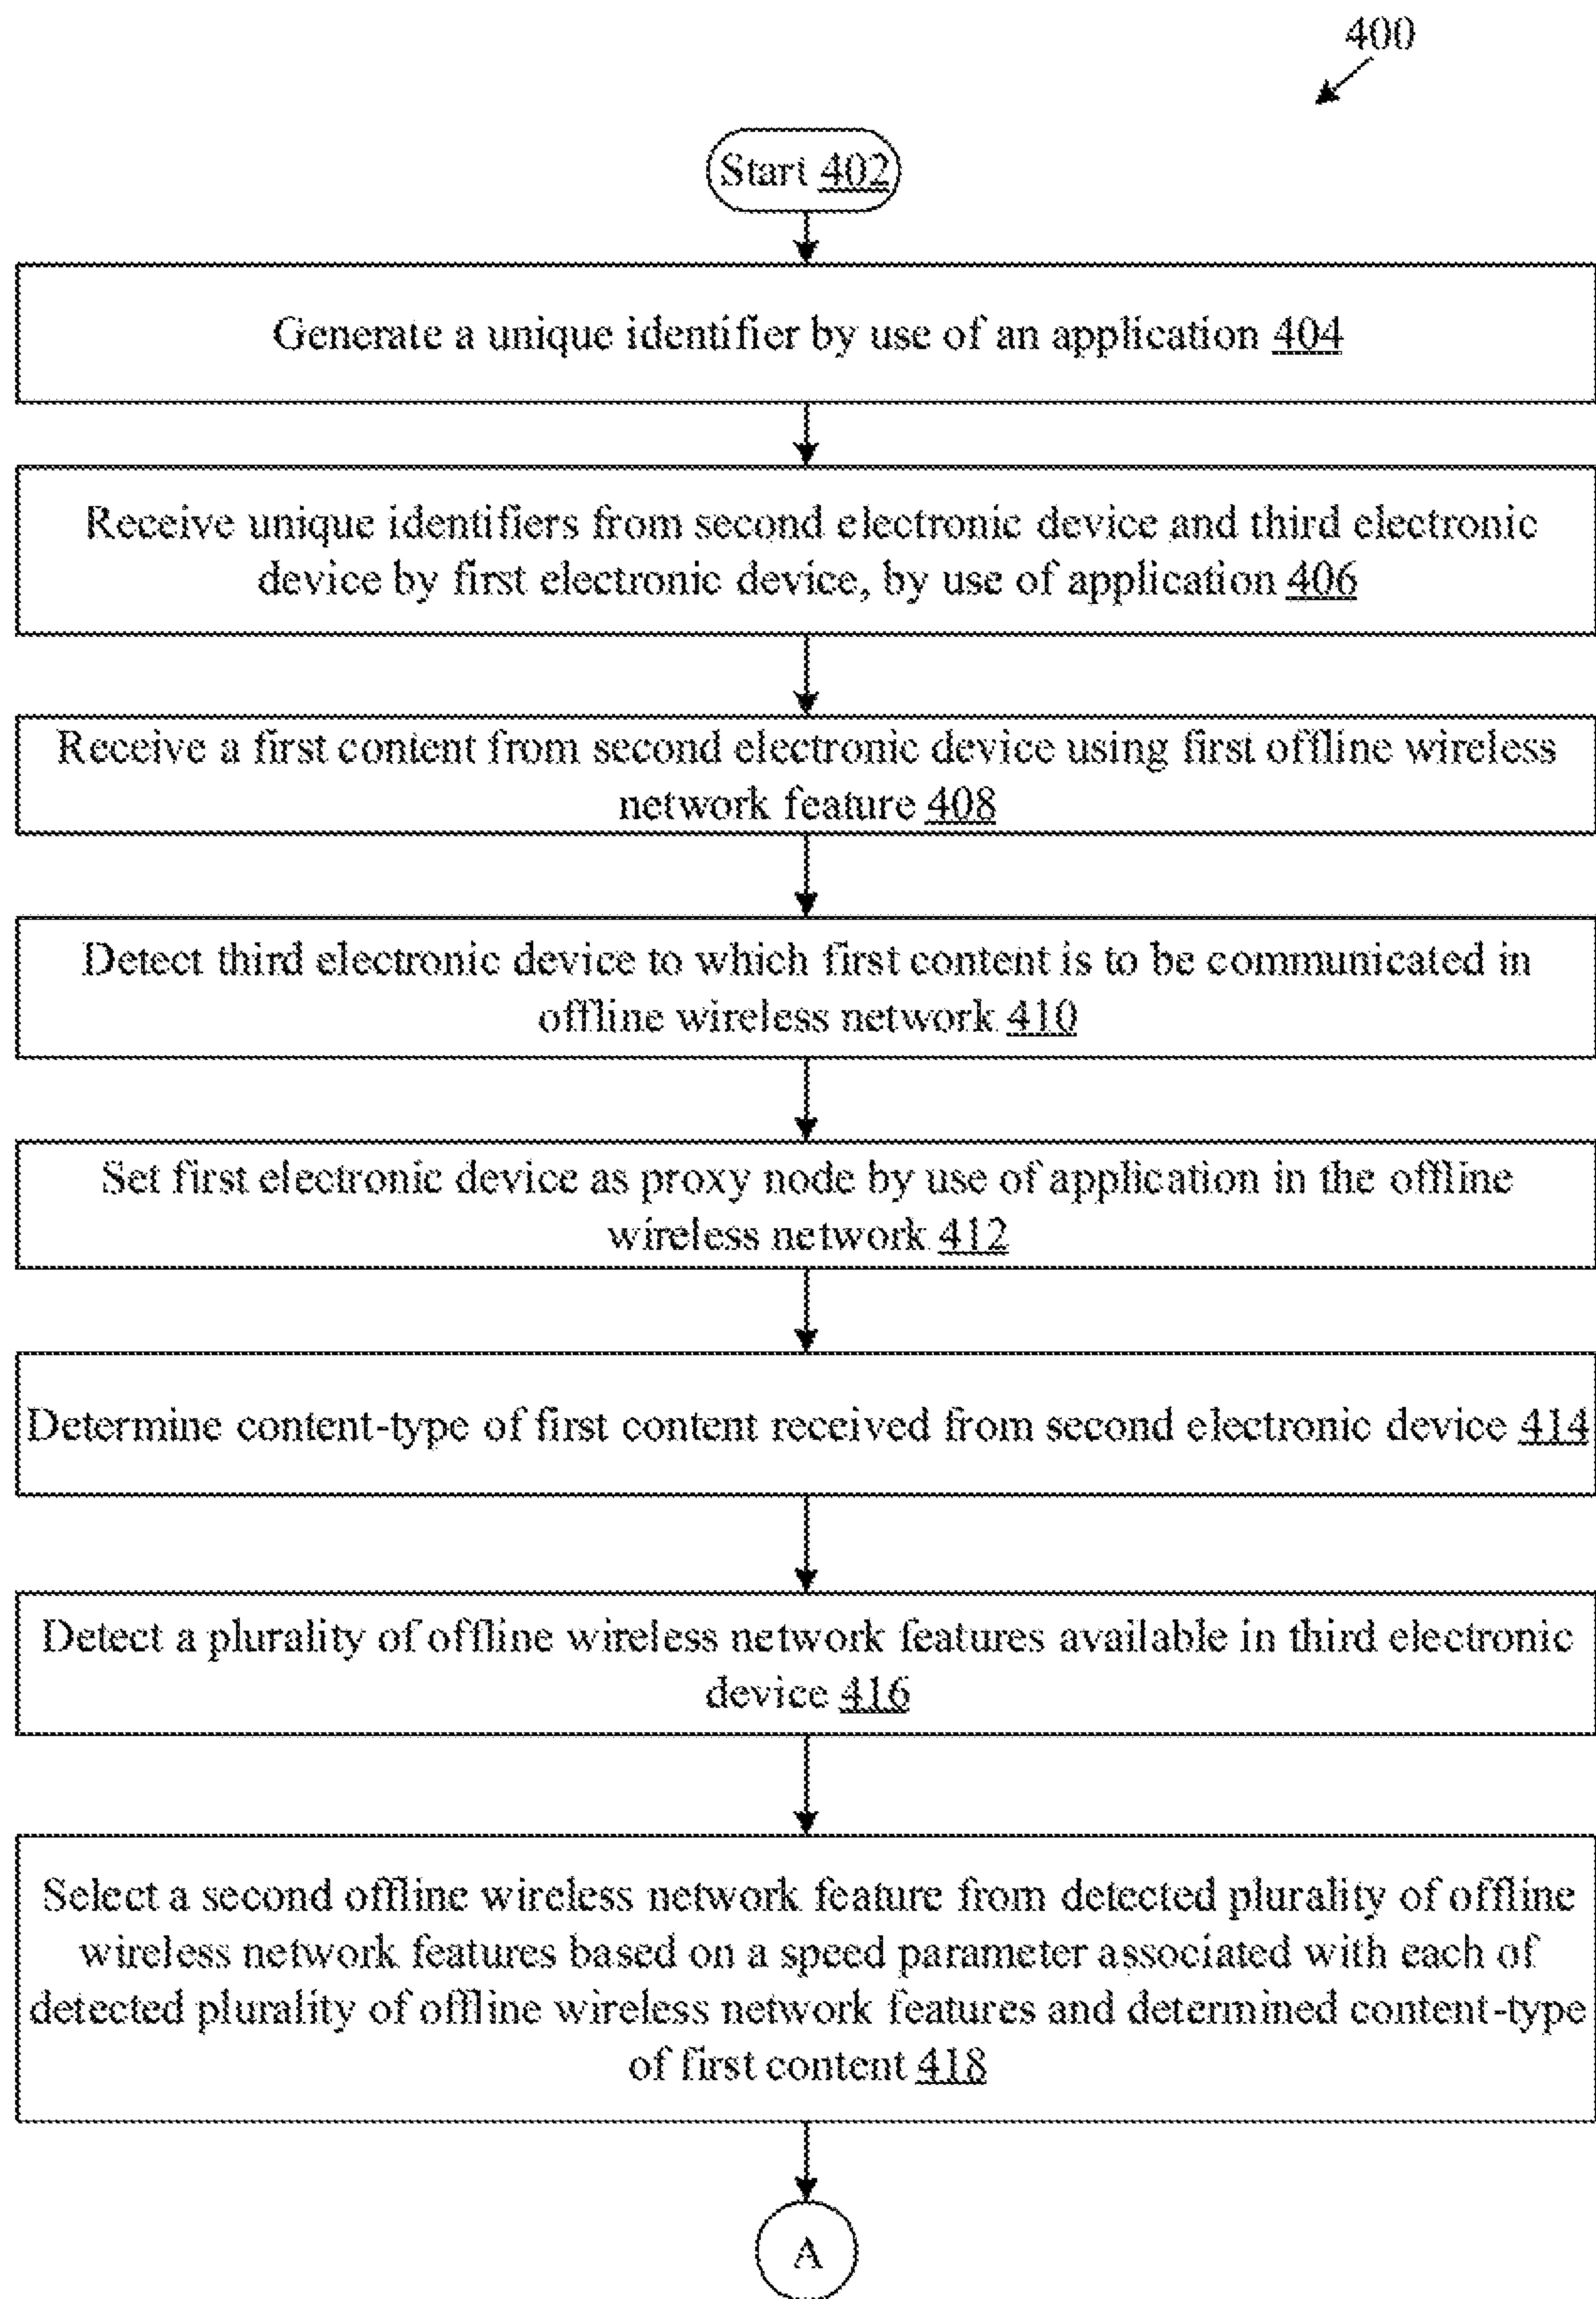 400
Start 402
Generate a unique identifier by use of an application 404
Receive unique identifiers from second electronic device and third electronic
device by first electronic device, by use of application 406
Receive a first content from second electronic device using first offline wireless
network feature 408
Detect third electronic device to which first content is to be communicated in
offline wireless network 410
Set first electronic device as proxy node by use of application in the offline
wireless network 412
Determine content-type of first content received from second electronic device 414
Detect a plurality of offline wireless network features available in third electronic
device 416
Select a second offline wireless network feature from detected plurality of offline
wireless network features based on a speed parameter associated with each of
detected plurality of offline wireless network features and determined content-type
of first content 418
A